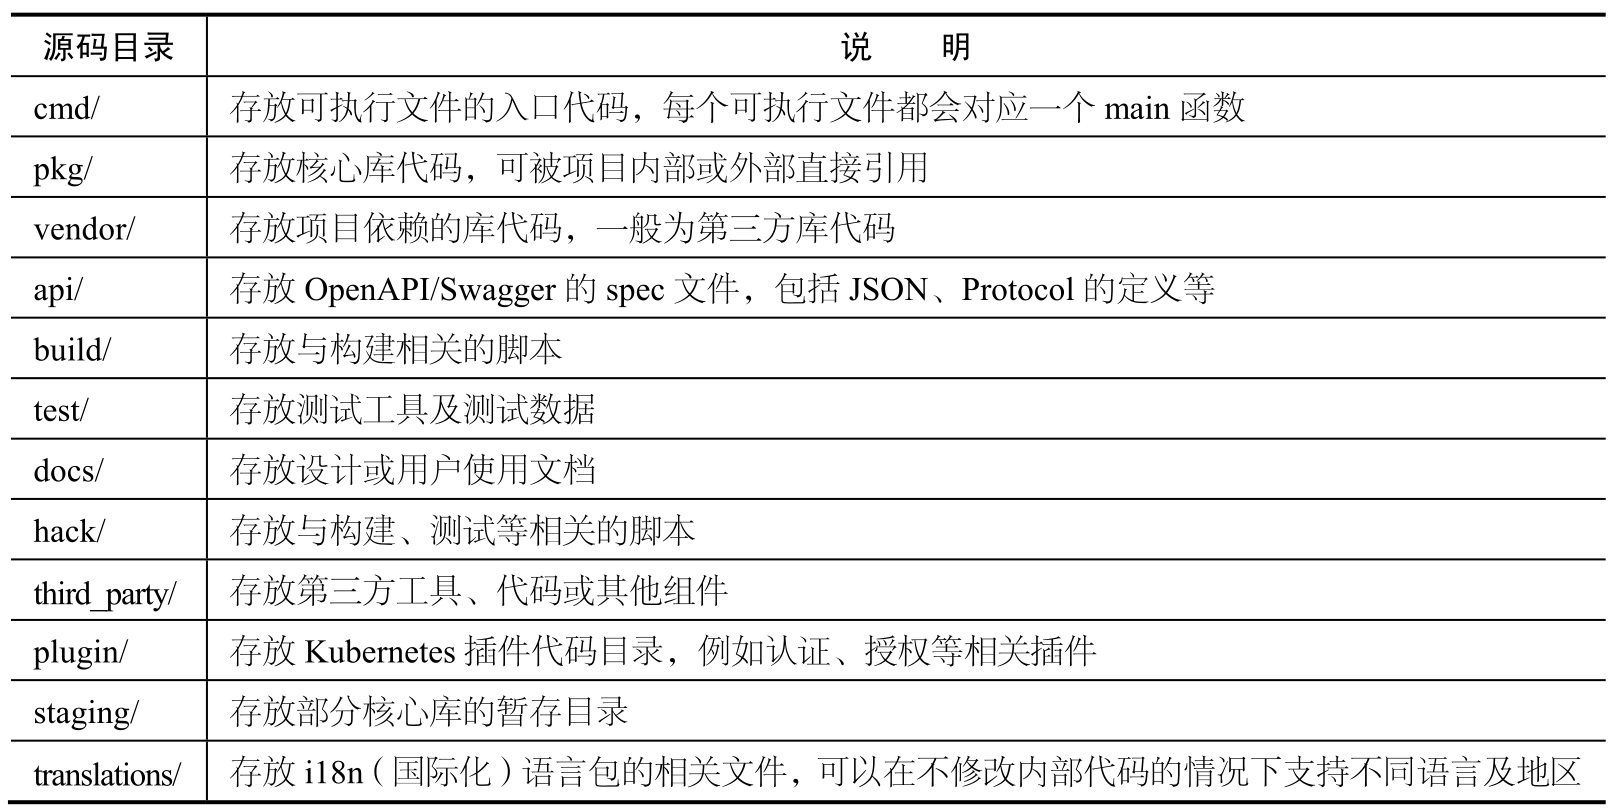 源码目录 说 明
cmd/ 存放可执行文件的入口代码，每个可执行文件都会对应一个 main 函数
pkg/ 存放核心库代码，可被项目内部或外部直接引用
vendor/ 存放项目依赖的库代码，一般为第三方库代码
api/ 存放 OpenAPI/Swagger 的 spec 文件，包括 JSON、Protocol 的定义等
build/ 存放与构建相关的脚本
test/ 存放测试工具及测试数据
docs/ 存放设计或用户使用文档
hack/ 存放与构建、测试等相关的脚本
third_party/ 存放第三方工具、代码或其他组件
plugin/ 存放 Kubernetes 插件代码目录，例如认证、授权等相关插件
staging/ 存放部分核心库的暂存目录
translations/ 存放 i18n（国际化）语言包的相关文件，可以在不修改内部代码的情况下支持不同语言及地区